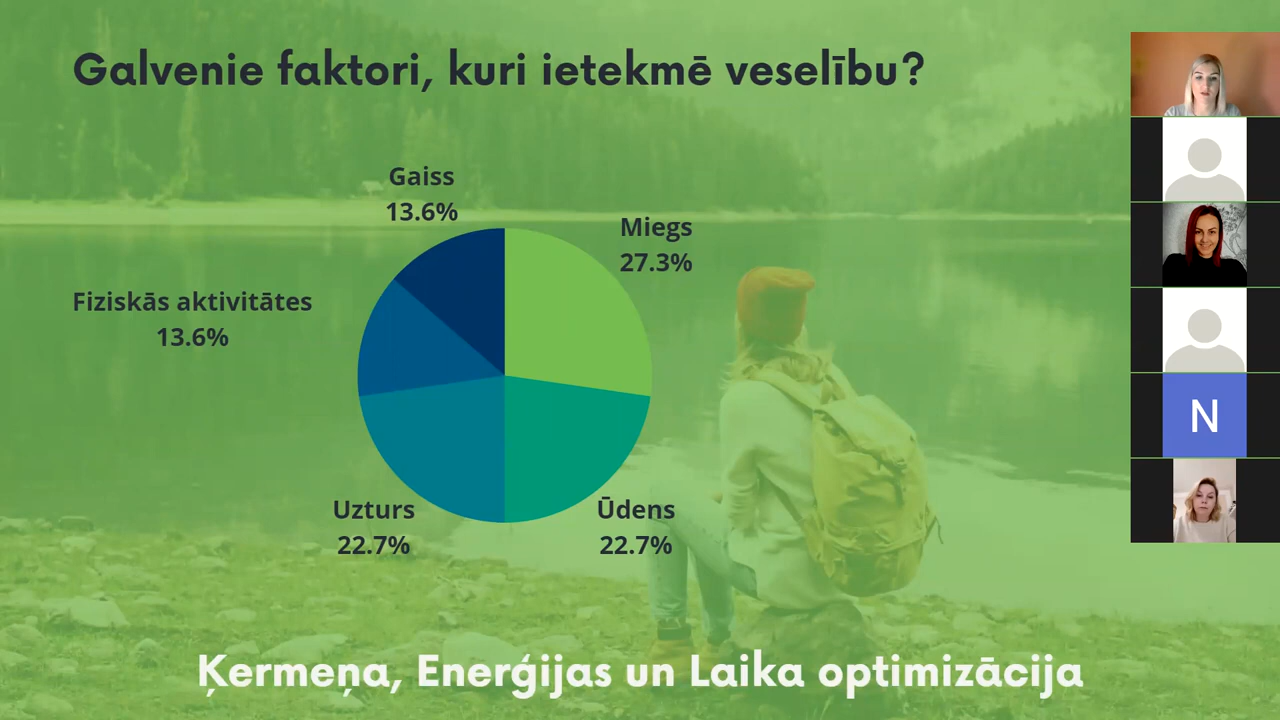 Galvenie faktori, kuri ietekmē veselību?
Gaiss
13.6%
Miegs
27.3%
Fiziskās aktivitātes
13.6%
Uzturs
22.7%
Ūdens
22.7%
N
Ķermeņa, Enerģijas un Laika optimizācija